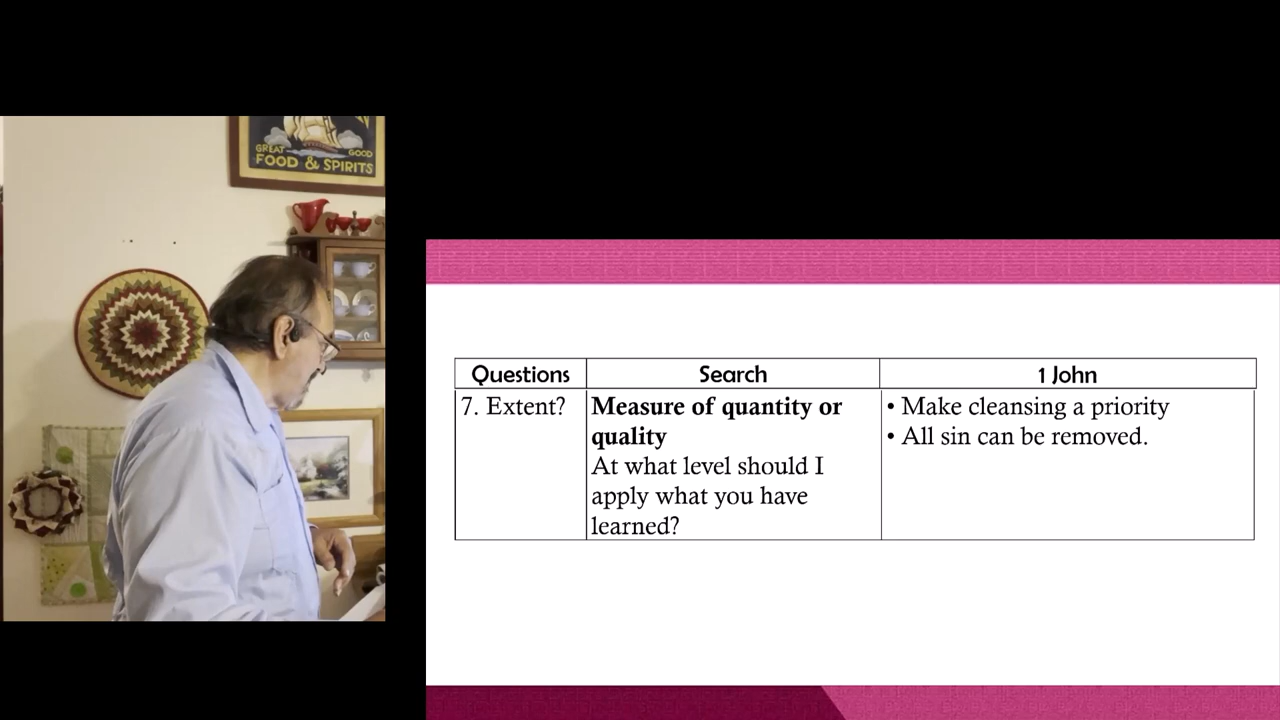 GREAT GOOD
FOOD & SPIRITS
Questions Search 1 John
7. Extent? Measure of quantity or • Make cleansing a priority
quality • All sin can be removed.
At what level should I
apply what you have
learned?